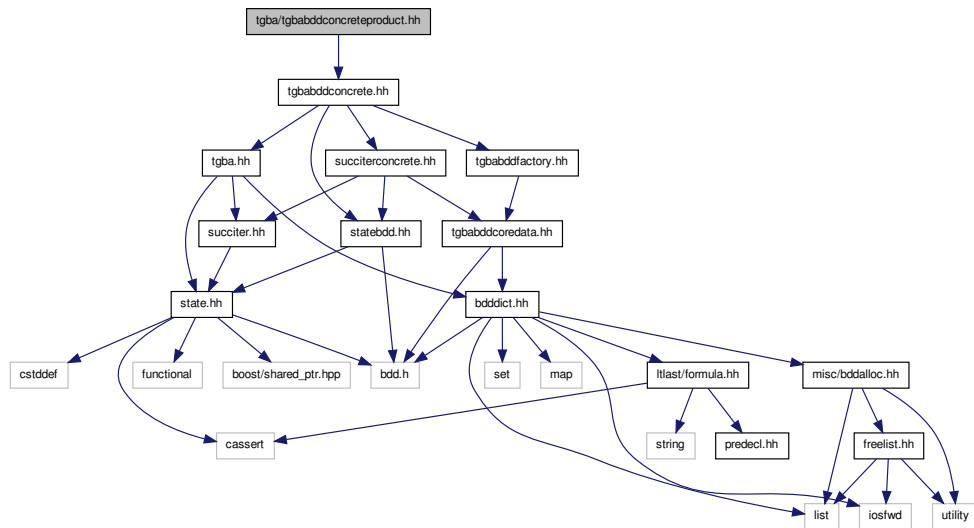 tgba/tgbabddconcreteproduct.hh
tgbabddconcrete.hh
tgba.hh
succiterconcrete.hh
tgbabddfactory.hh
succiter.hh
statebdd.hh
tgbabddcoredata.hh
state.hh
bdddict.hh
cstddef
functional
boost/shared_ptr.hpp
bdd.h
set
map
ltlast/formula.hh
misc/bddalloc.hh
cassert
string
predecl.hh
freelist.hh
list
iosfwd
utility